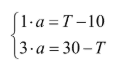 1·a = T − 10
3·a = 30 − T